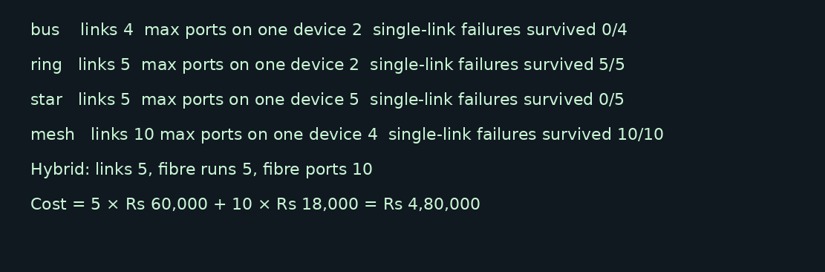 bus links 4 max ports on one device 2 single-link failures survived 0/4
ring links 5 max ports on one device 2 single-link failures survived 5/5
star links 5 max ports on one device 5 single-link failures survived 0/5
mesh links 10 max ports on one device 4 single-link failures survived 10/10
Hybrid: links 5, fibre runs 5, fibre ports 10
Cost = 5 × Rs 60,000 + 10 × Rs 18,000 = Rs 4,80,000